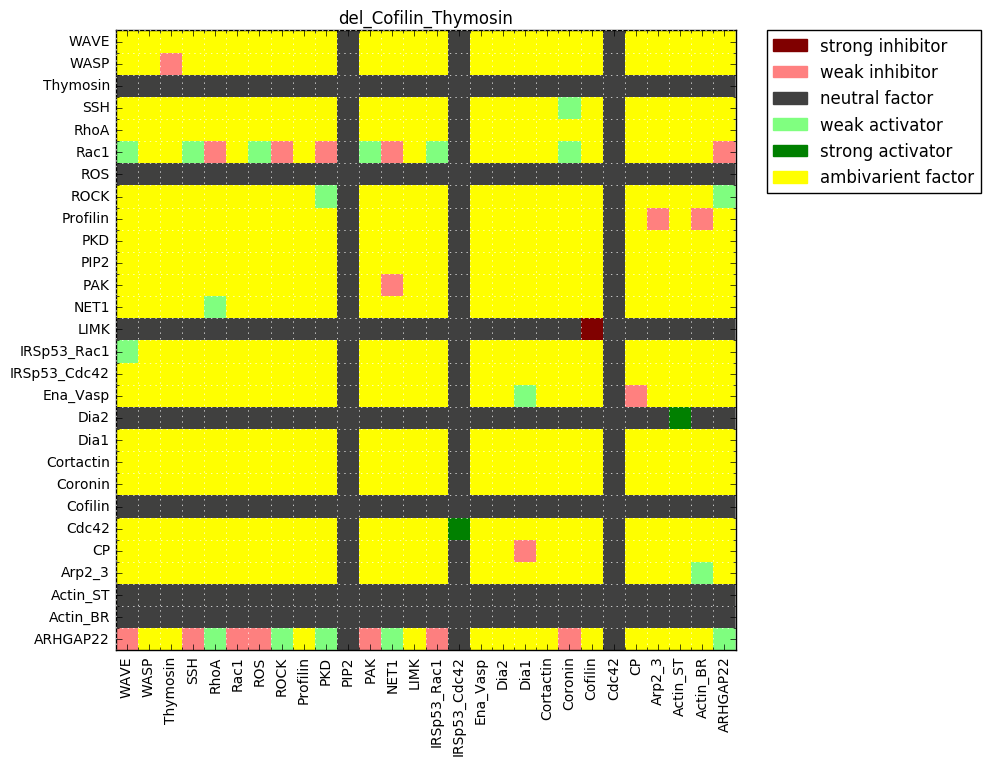 del_Cofilin_Thymosin
WAVE
WASP
Thymosin
SSH
RhoA
Rac1
ROS
ROCK
Profilin
PKD
PIP2
PAK
NET1
LIMK
IRSp53_Rac1
IRSp53_Cdc42
Ena_Vasp
Dia2
Dia1
Cortactin
Coronin
Cofilin
Cdc42
CP
Arp2_3
Actin_ST
Actin_BR
ARHGAP22
WAVE
WASP
Thymosin
SSH
RhoA
Rac1
ROS
ROCK
Profilin
PKD
PIP2
PAK
NET1
LIMK
IRSp53_Rac1
IRSp53_Cdc42
Ena_Vasp
Dia2
Dia1
Cortactin
Coronin
Cofilin
Cdc42
CP
Arp2_3
Actin_ST
Actin_BR
ARHGAP22
strong inhibitor
weak inhibitor
neutral factor
weak activator
strong activator
ambivarient factor